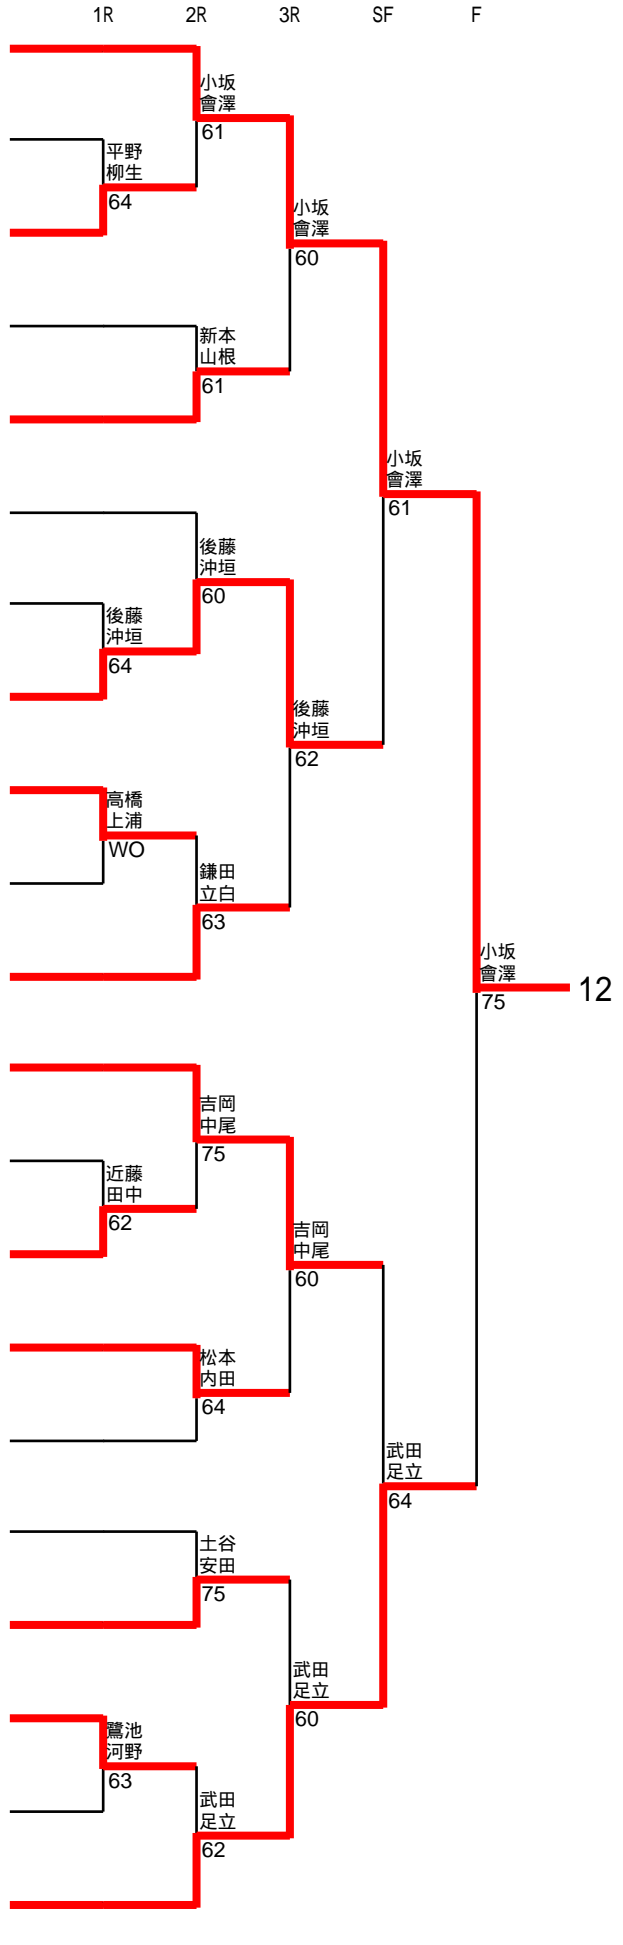 1R 2R 3R SF F
小坂
會澤
61
平野
柳生
64
小坂
會澤
60
新本
山根
61
小坂
會澤
61
後藤
沖垣
60
後藤
沖垣
64
後藤
沖垣
62
高橋
上浦
WO
鎌田
立白
63
小坂
會澤
75
12
吉岡
中尾
75
近藤
田中
62
吉岡
中尾
60
松本
内田
64
武田
足立
64
土谷
安田
75
武田
足立
60
鷺池
河野
63
武田
足立
62